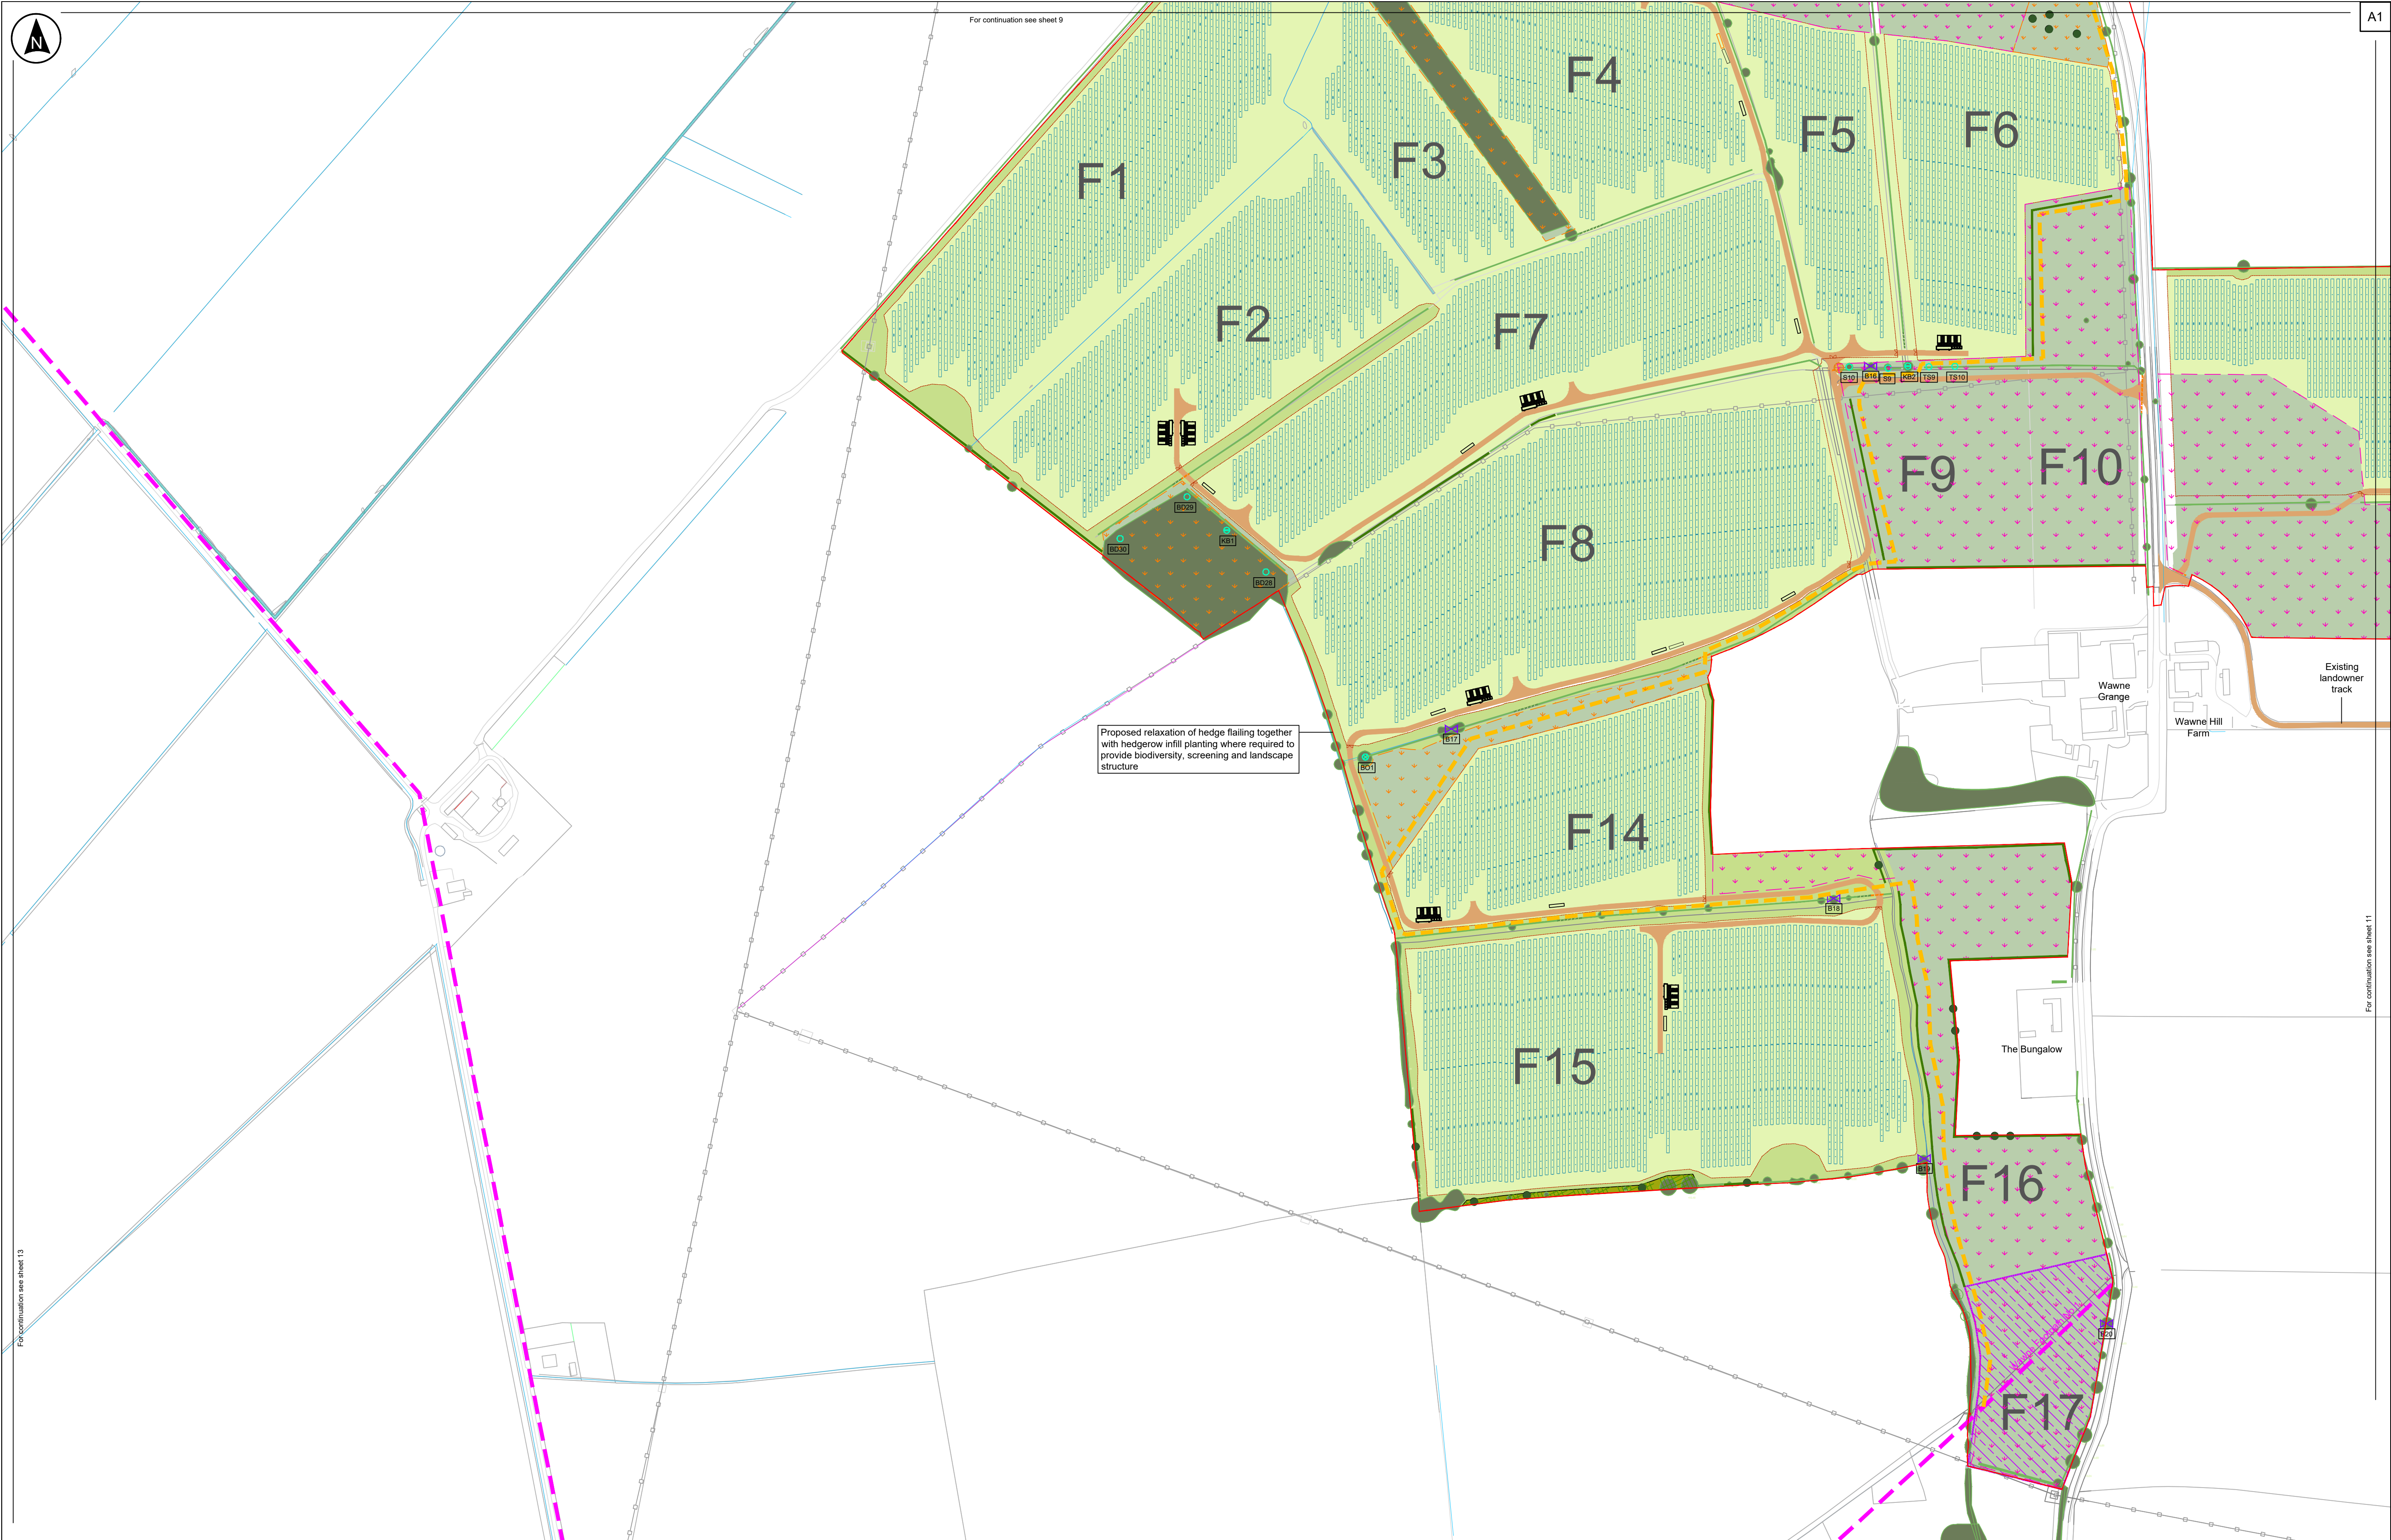 For continuation see sheet 9
A1
N
F4
F5
F6
F3
F1
F2
F7
S10
B16
S9
KB2
TS9
TS10
F9
F10
BD29
BD30
KB1
BD28
F8
Existing
landowner
track
Wawne
Grange
Wawne Hill
Farm
Proposed relaxation of hedge flailing together
with hedgerow infill planting where required to
provide biodiversity, screening and landscape
structure
B17
BO1
F14
B18
For continuation see sheet 11
The Bungalow
F15
B19
F16
For continuation see sheet 13
B20
Wawne Footpath No.
F17